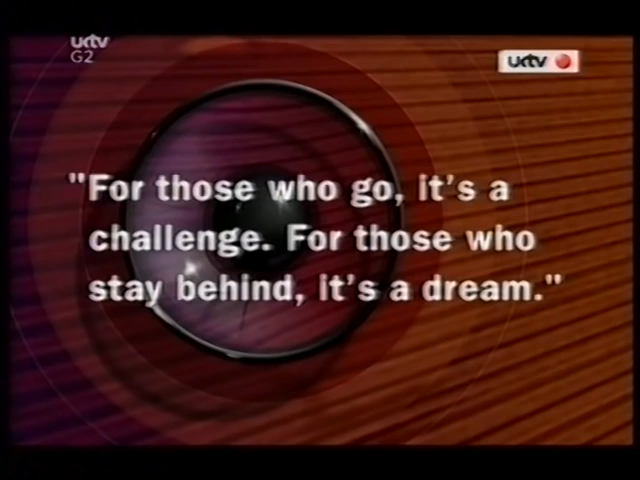 uktv
G2
uktv
"For those who go, it's a
challenge. For those who
stay behind, it's a dream."